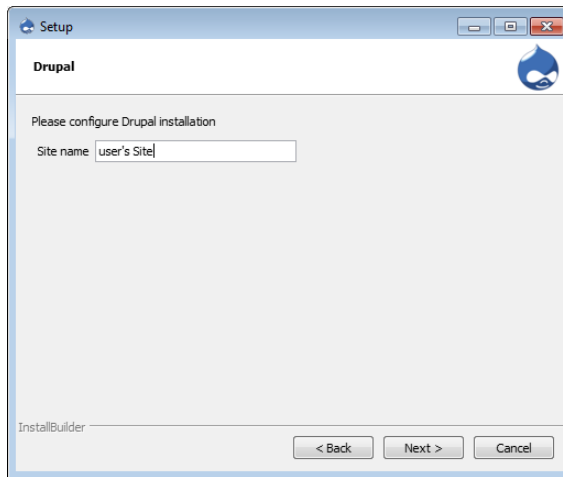 Setup
Drupal
Please configure Drupal installation
Site name user's Site
InstallBuilder
< Back Next > Cancel